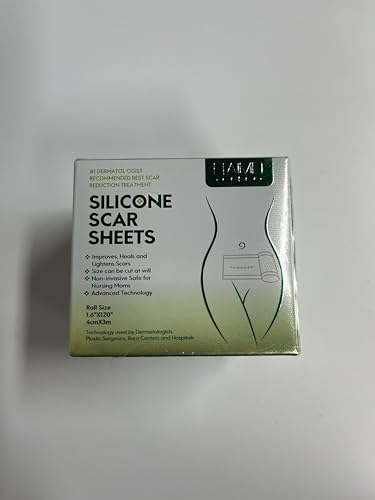 #1 DERMATOL OGIST
RECOMMENDED BEST SCAR
REDUCTION TREATMENT
SILICONE
SCAR
SHEETS
Improves, Heals and
Lightens Scars
Size can be cut at will
Non-invasive Safe for
Nursing Moms
Advanced Technology
Roll Size
1.6"X120"
4cmX3m
Technology used by Dermatologists
Plastic Surgeons, Burn Centers and Hospitals